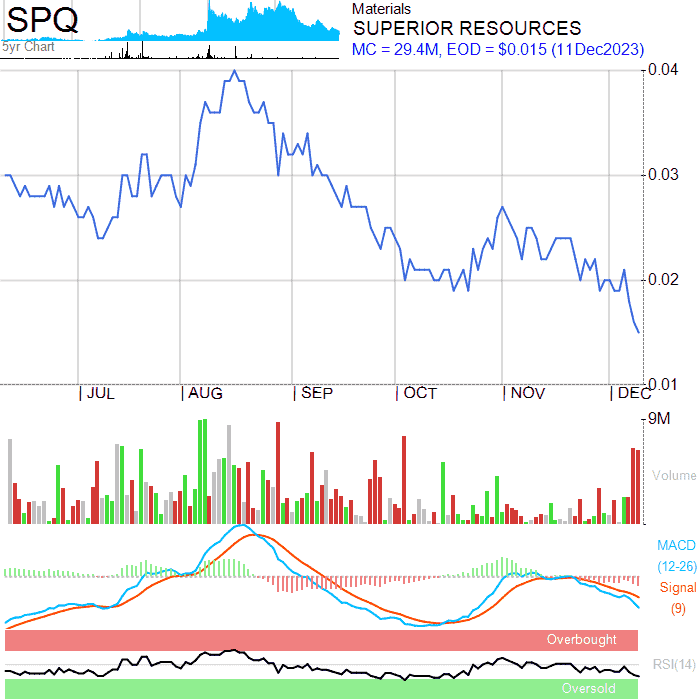 SPQ
5yr Chart
Materials
SUPERIOR RESOURCES
MC = 29.4M, EOD = $0.015 (11Dec2023)
0.04
0.03
0.02
0.01
| JUL | AUG | SEP | OCT | NOV | DEC
9M
Volume
MACD
(12-26)
Signal
(9)
Overbought
RSI(14)
Oversold